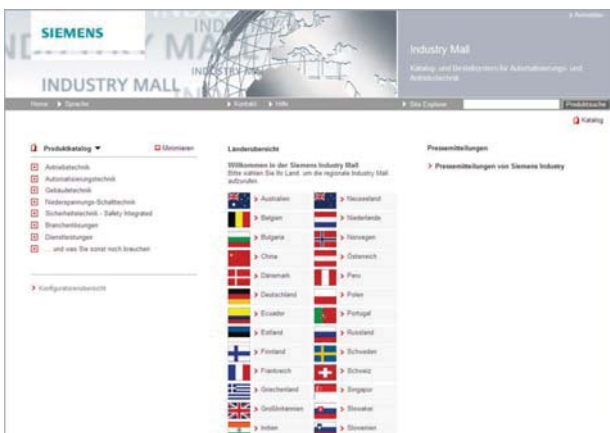 Anmelden
SIEMENS
INDUSTRY MALL
Industry Mall
Katalog- und Bestellsystem für Automatisierungs- und
Antriebstechnik
Home Sprache Kontakt Hilfe Site Explorer Produktsuche
Katalog
Produktkatalog Minimieren
Antriebstechnik
Automatisierungstechnik
Gebäudetechnik
Niederspannungs-Schalttechnik
Sicherheitstechnik - Safety Integrated
Branchenlösungen
Dienstleistungen
... und was Sie sonst noch brauchen
Konfiguratorenübersicht
Länderübersicht
Willkommen in der Siemens Industry Mall
Bitte wählen Sie Ihr Land, um die regionale Industry Mall
aufzurufen.
Australien Neuseeland
Belgien Niederlande
Bulgaria Norwegen
China Österreich
Dänemark Peru
Deutschland Polen
Ecuador Portugal
Estland Russland
Finnland Schweden
Frankreich Schweiz
Griechenland Singapur
Großbritannien Slowakei
Indien Slowenien
Pressemitteilungen
Pressemitteilungen von Siemens Industry